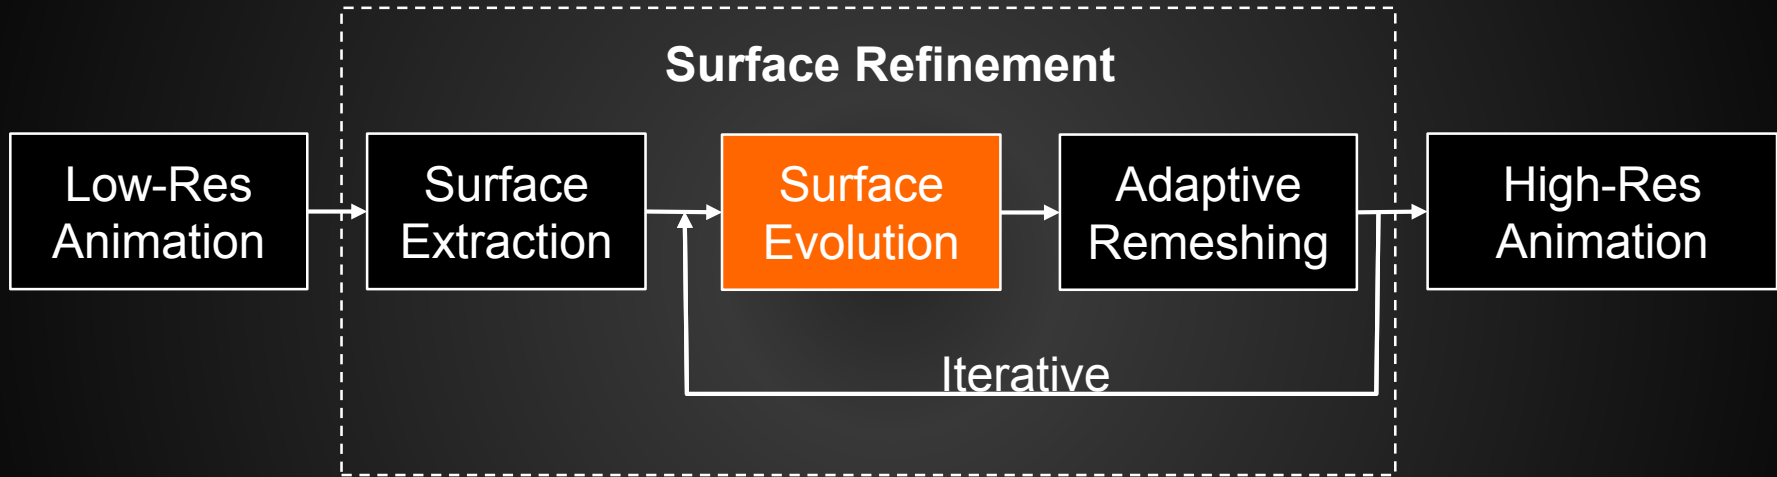 Surface Refinement
Low-Res
Animation
Surface
Extraction
Surface
Evolution
Adaptive
Remeshing
High-Res
Animation
Iterative